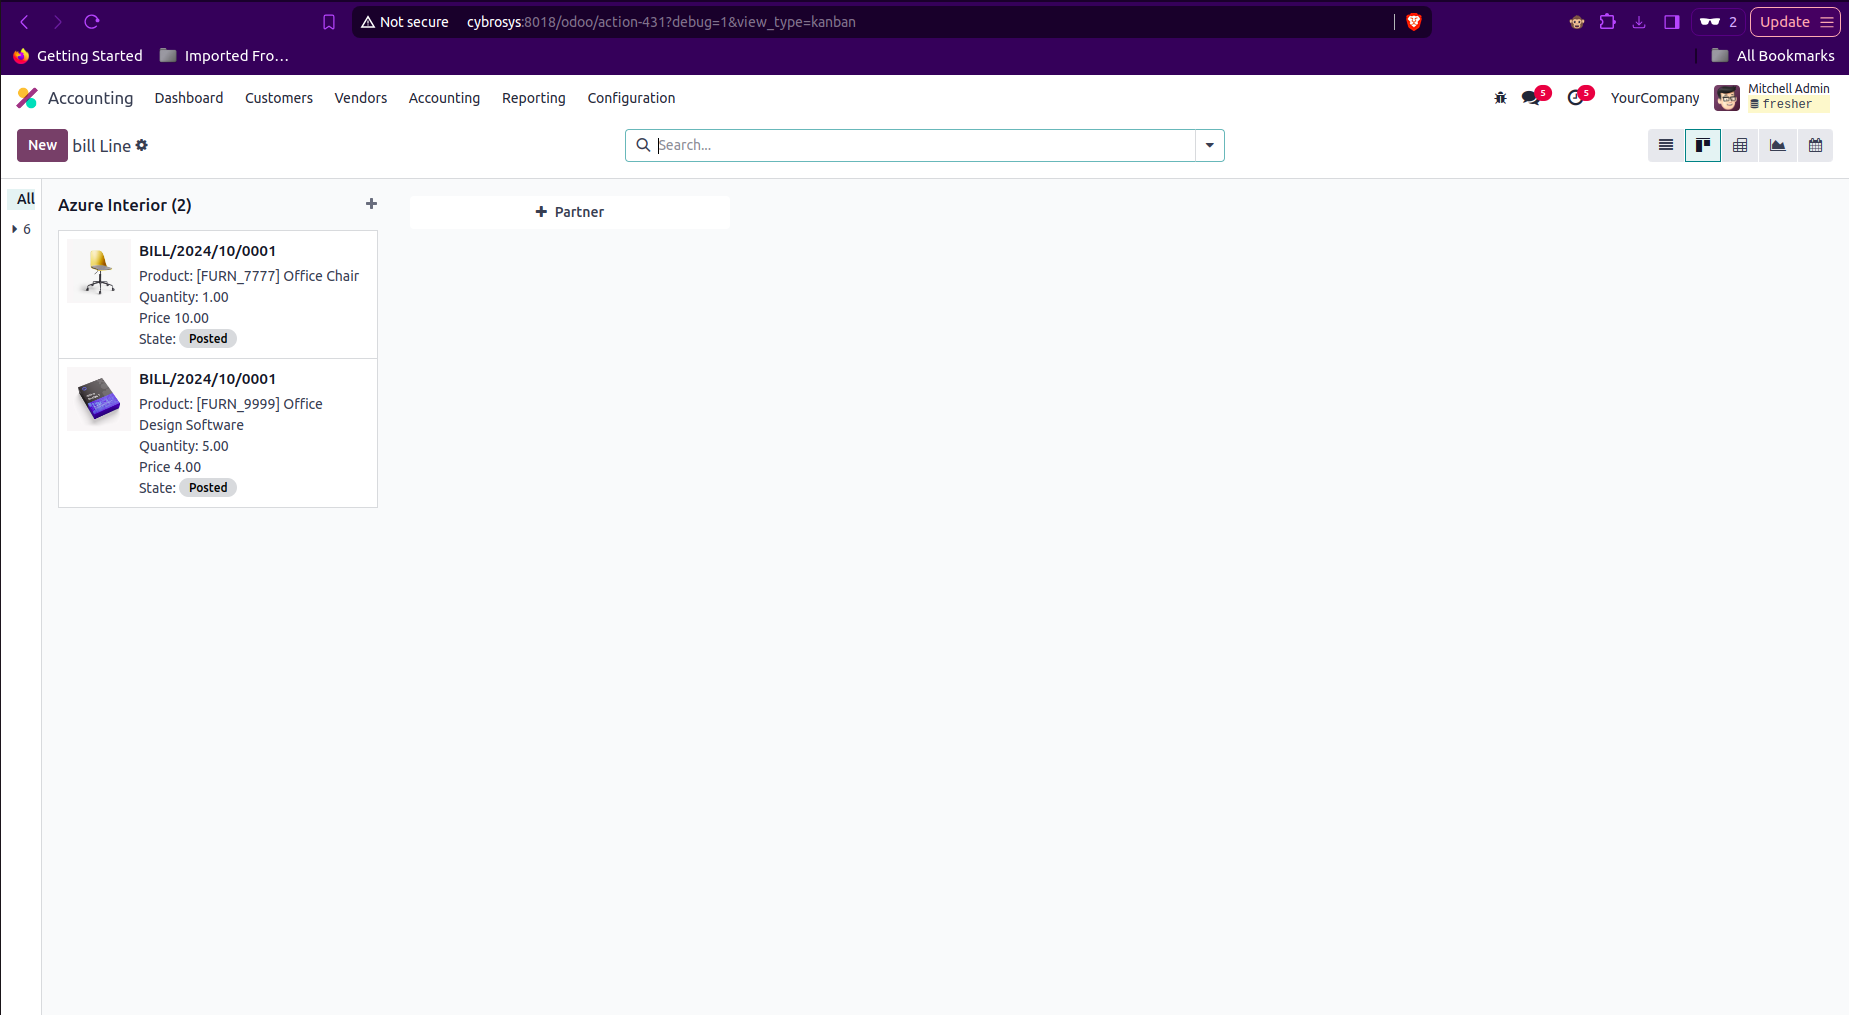 Not secure cybrosys:8018/odoo/action-431?debug=1&view_type=kanban 2 Update
Getting Started Imported Fro... All Bookmarks
Accounting Dashboard Customers Vendors Accounting Reporting Configuration 5 5 YourCompany Mitchell Admin
fresher
New bill Line Search...
All
6
Azure Interior (2) +
+ Partner
BILL/2024/10/0001
Product: [FURN_7777] Office Chair
Quantity: 1.00
Price 10.00
State: Posted
BILL/2024/10/0001
Product: [FURN_9999] Office
Design Software
Quantity: 5.00
Price 4.00
State: Posted